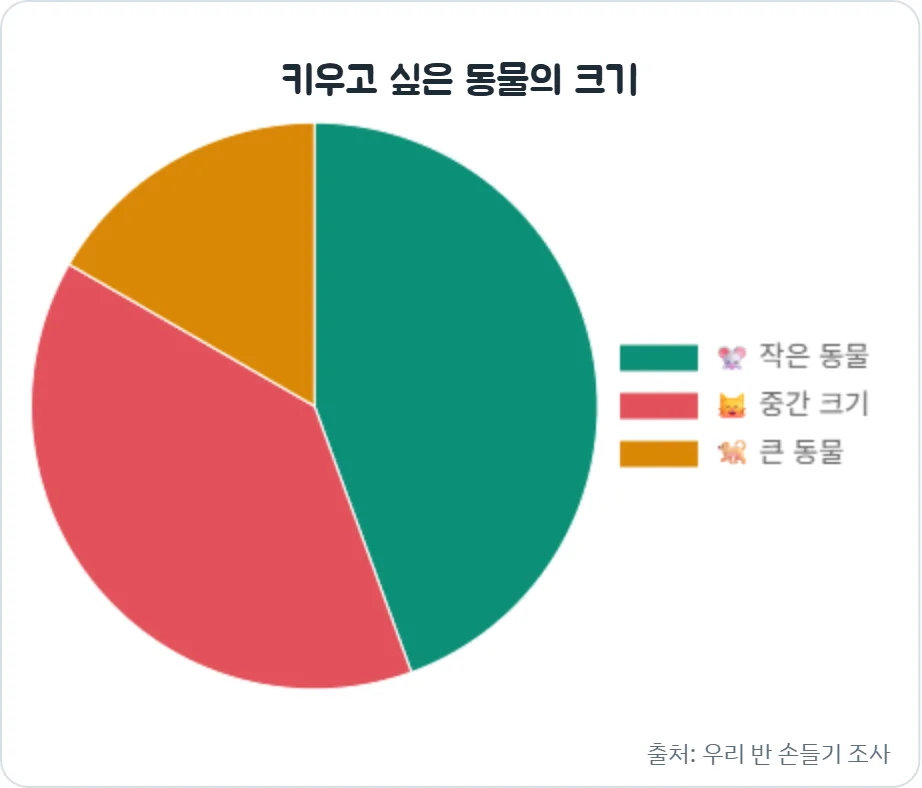 키우고 싶은 동물의 크기
🐭 작은 동물
😸 중간 크기
🐕 큰 동물
출처: 우리 반 손들기 조사